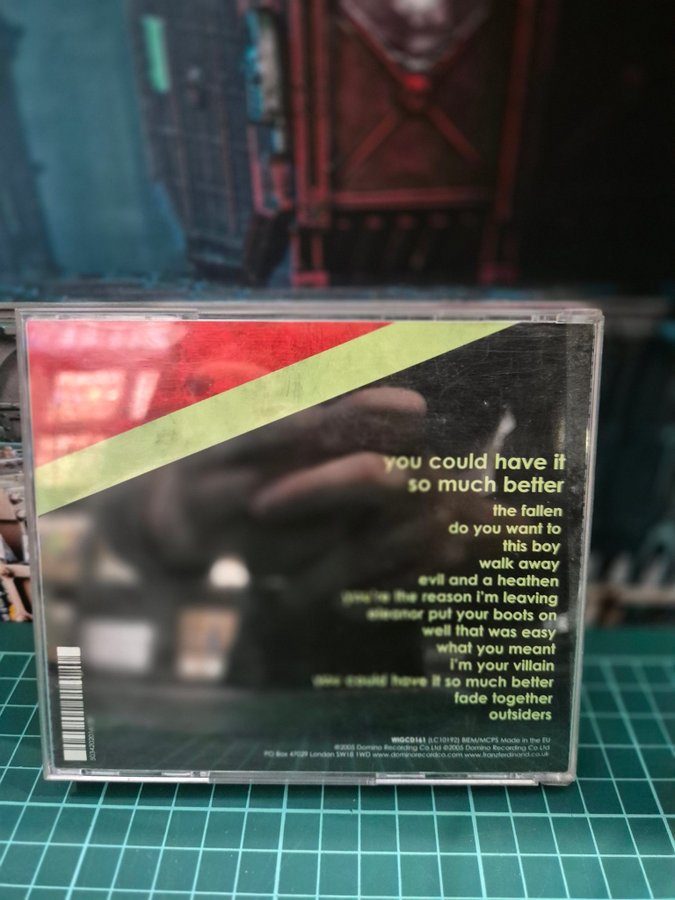 you could have it
so much better
the fallen
do you want to
this boy
walk away
evil and a heathen
you're the reason i'm leaving
eleanor put your boots on
well that was easy
what you meant
i'm your villain
you could have it so much better
fade together
outsiders
WIGCD161 (LC10192) BIEM/MCPS Made in the EU
℗2005 Domino Recording Co Ltd ©2005 Domino Recording Co Ltd
PO Box 47029 London SW18 1WD www.dominorecordco.com www.franzferdinand.co.uk